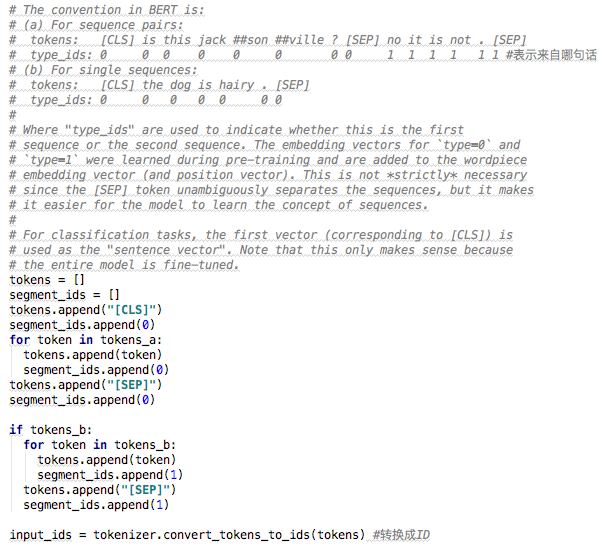 # The convention in BERT is:
# (a) For sequence pairs:
#  tokens:   [CLS] is this jack ##son ##ville ? [SEP] no it is not . [SEP]
#  type_ids: 0     0  0    0    0     0       0 0     1  1  1  1   1 1 #表示来自哪句话
# (b) For single sequences:
#  tokens:   [CLS] the dog is hairy . [SEP]
#  type_ids: 0     0   0   0  0     0 0
#
# Where "type_ids" are used to indicate whether this is the first
# sequence or the second sequence. The embedding vectors for `type=0` and
# `type=1` were learned during pre-training and are added to the wordpiece
# embedding vector (and position vector). This is not *strictly* necessary
# since the [SEP] token unambiguously separates the sequences, but it makes
# it easier for the model to learn the concept of sequences.
#
# For classification tasks, the first vector (corresponding to [CLS]) is
# used as the "sentence vector". Note that this only makes sense because
# the entire model is fine-tuned.
tokens = []
segment_ids = []
tokens.append("[CLS]")
segment_ids.append(0)
for token in tokens_a:
  tokens.append(token)
  segment_ids.append(0)
tokens.append("[SEP]")
segment_ids.append(0)

if tokens_b:
  for token in tokens_b:
    tokens.append(token)
    segment_ids.append(1)
  tokens.append("[SEP]")
  segment_ids.append(1)

input_ids = tokenizer.convert_tokens_to_ids(tokens) #转换成ID